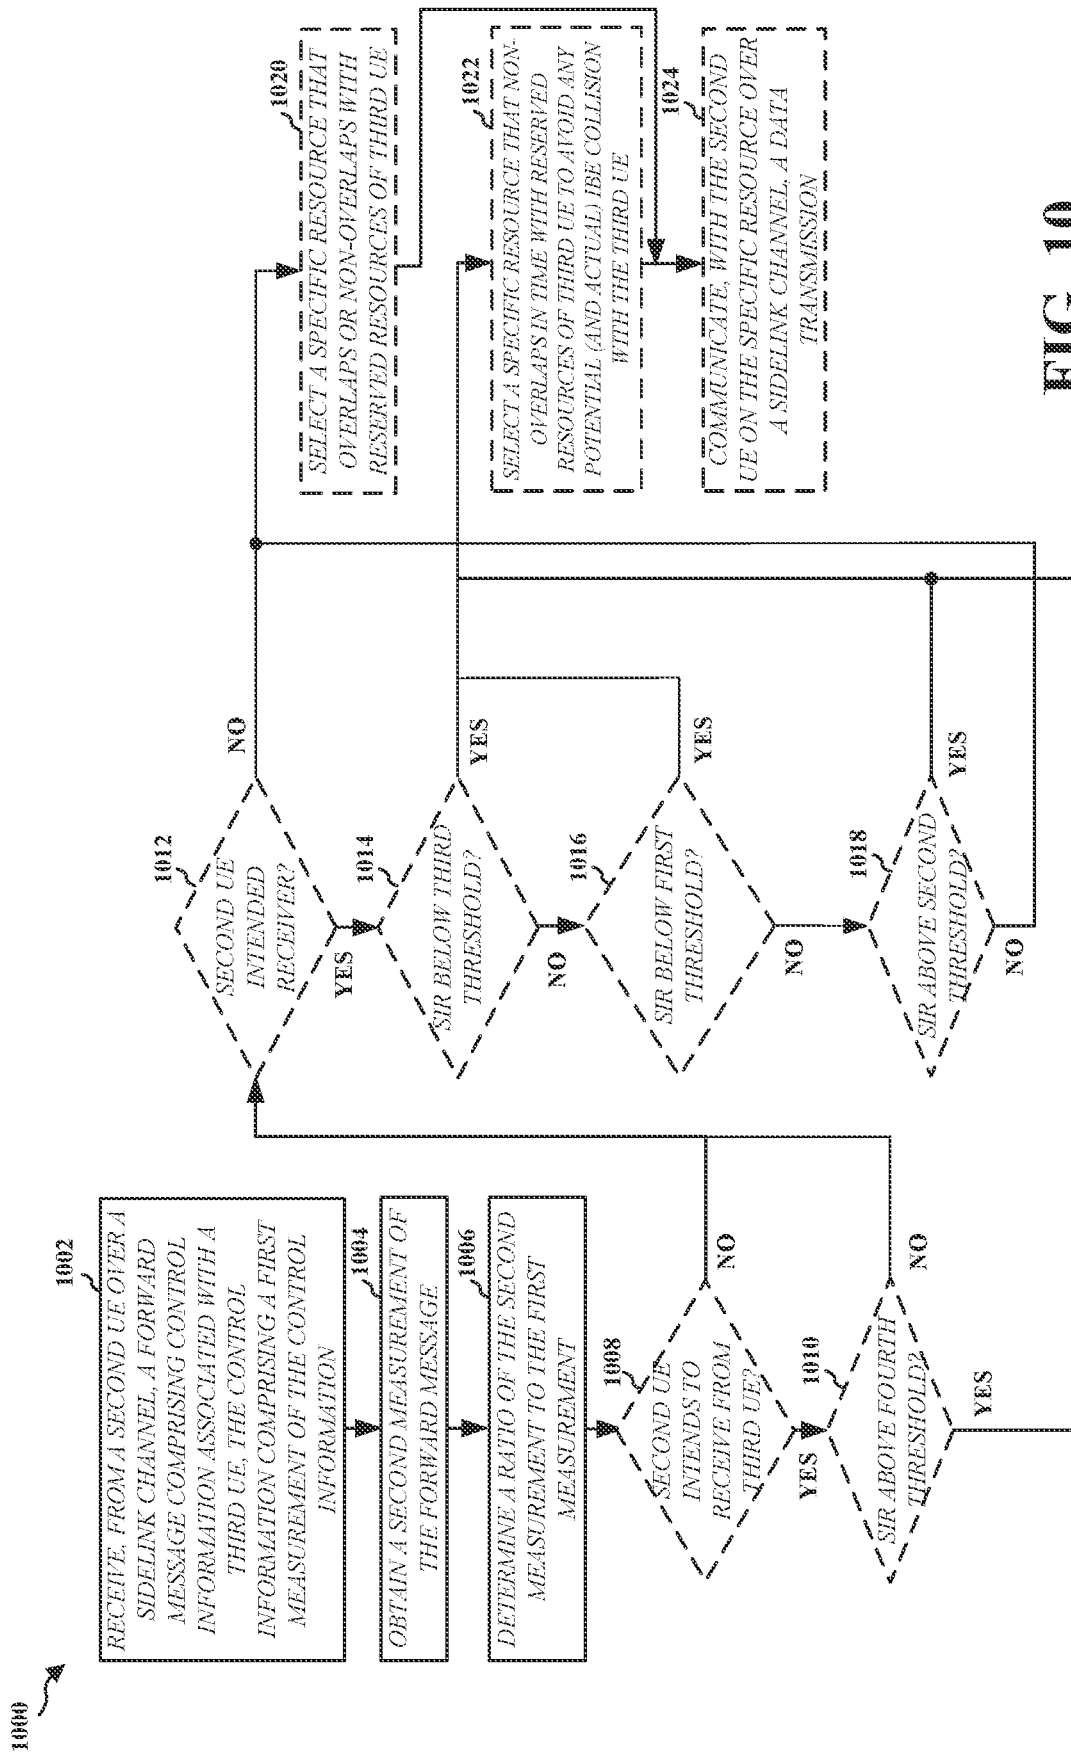 1000
1002
RECEIVE, FROM A SECOND UE OVER A
SIDELINK CHANNEL, A FORWARD
MESSAGE COMPRISING CONTROL
INFORMATION ASSOCIATED WITH A
THIRD UE, THE CONTROL
INFORMATION COMPRISING A FIRST
MEASUREMENT OF THE CONTROL
INFORMATION
1004
OBTAIN A SECOND MEASUREMENT OF
THE FORWARD MESSAGE
1006
DETERMINE A RATIO OF THE SECOND
MEASUREMENT TO THE FIRST
MEASUREMENT
1008
SECOND UE
INTENDS TO
RECEIVE FROM
THIRD UE?
NO
YES
1010
SIR ABOVE FOURTH
THRESHOLD?
NO
YES
1012
SECOND UE
INTENDED
RECEIVER?
NO
YES
1014
SIR BELOW THIRD
THRESHOLD?
YES
NO
1016
SIR BELOW FIRST
THRESHOLD?
YES
NO
1018
SIR ABOVE SECOND
THRESHOLD?
YES
NO
1020
SELECT A SPECIFIC RESOURCE THAT
OVERLAPS OR NON-OVERLAPS WITH
RESERVED RESOURCES OF THIRD UE
1022
SELECT A SPECIFIC RESOURCE THAT NON-
OVERLAPS IN TIME WITH RESERVED
RESOURCES OF THIRD UE TO AVOID ANY
POTENTIAL (AND ACTUAL) IBE COLLISION
WITH THE THIRD UE
1024
COMMUNICATE, WITH THE SECOND
UE ON THE SPECIFIC RESOURCE OVER
A SIDELINK CHANNEL, A DATA
TRANSMISSION
FIG. 10